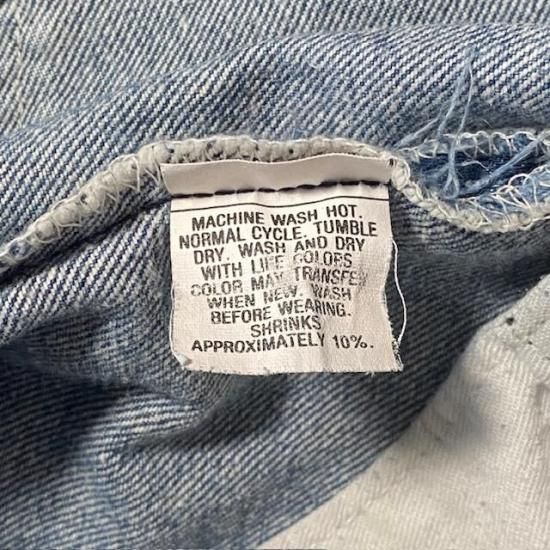 MACHINE WASH HOT.
NORMAL CYCLE. TUMBLE
DRY. WASH AND DRY
WITH LIKE COLORS
COLOR MAY TRANSFER
WHEN NEW. WASH
BEFORE WEARING.
SHRINKS
APPROXIMATELY 10%.